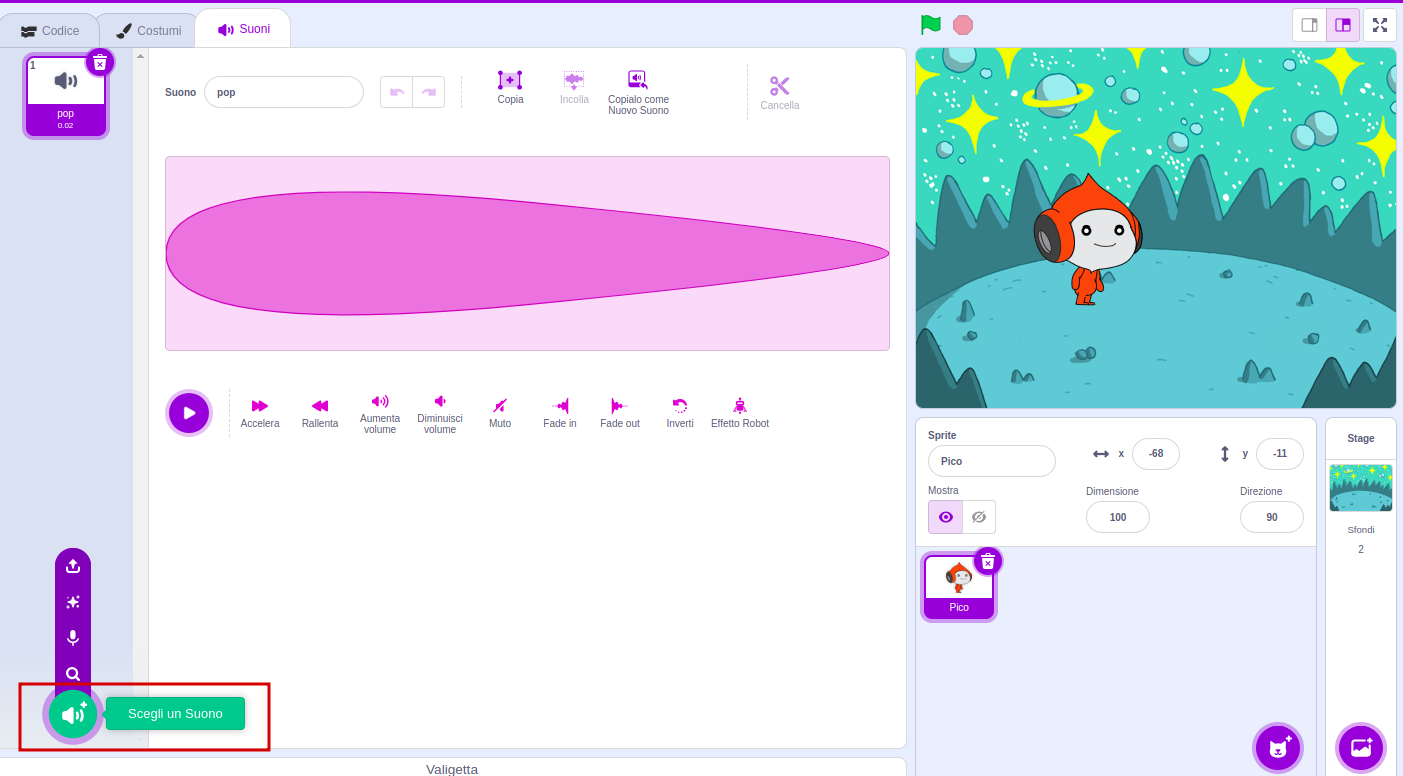 Codice
Costumi
Suoni
1
pop
0.02
Suono
pop
Copia
Incolla
Copialo come
Nuovo Suono
Cancella
Accelera
Rallenta
Aumenta
volume
Diminuisci
volume
Muto
Fade in
Fade out
Inverti
Effetto Robot
Scegli un Suono
Valigetta
Sprite
Pico
x
-68
y
-11
Mostra
Dimensione
100
Direzione
90
Pico
Stage
Sfondi
2